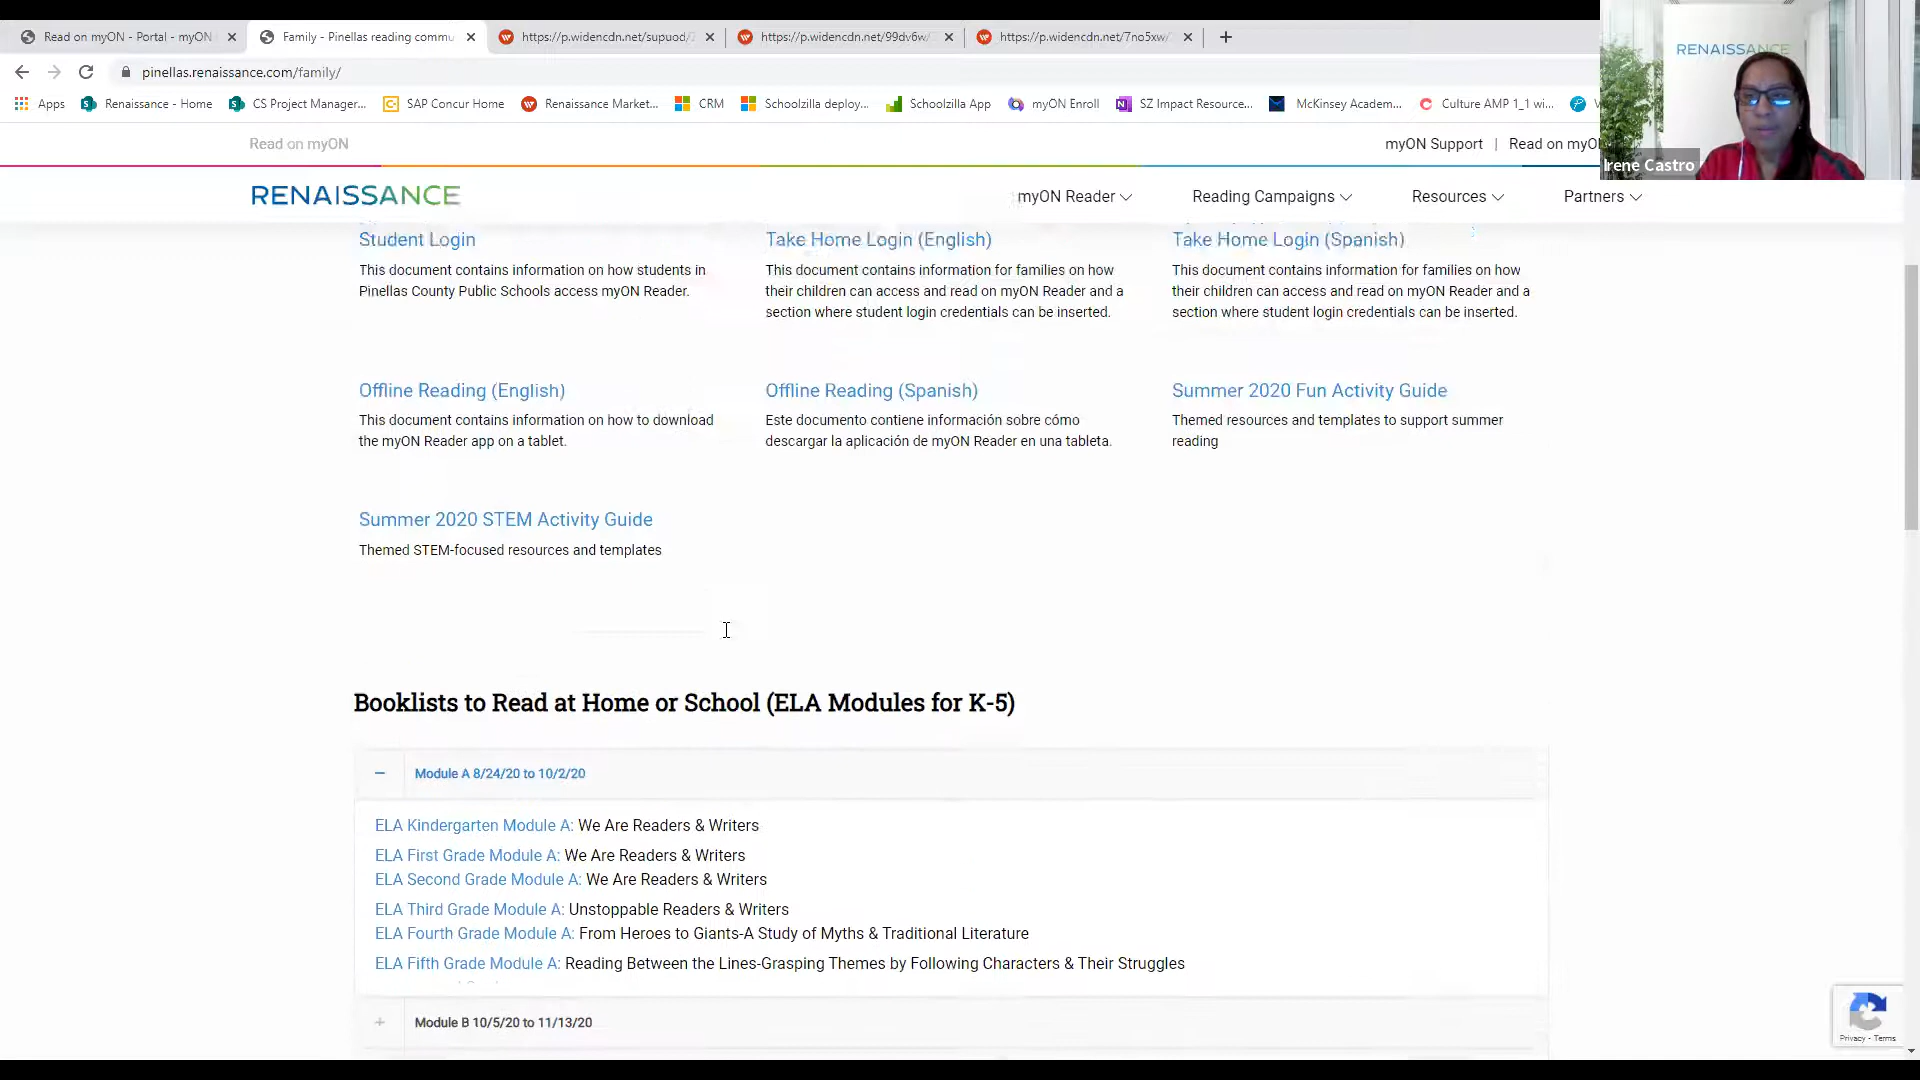 Read on myON - Portal - myON
Family - Pinellas reading commu
https://p.widencdn.net/supuod/
https://p.widencdn.net/99dv6w/
https://p.widencdn.net/7no5xw/
pinellas.renaissance.com/family/
Apps
Renaissance - Home
CS Project Manager...
SAP Concur Home
Renaissance Market...
CRM
Schoolzilla deploy...
Schoolzilla App
myON Enroll
SZ Impact Resource...
McKinsey Academ...
Culture AMP 1_1 wi...
RENAISSANCE
Irene Castro
Read on myON
myON Support | Read on myO
RENAISSANCE
myON Reader
Reading Campaigns
Resources
Partners
Student Login
This document contains information on how students in
Pinellas County Public Schools access myON Reader.
Take Home Login (English)
This document contains information for families on how
their children can access and read on myON Reader and a
section where student login credentials can be inserted.
Take Home Login (Spanish)
This document contains information for families on how
their children can access and read on myON Reader and a
section where student login credentials can be inserted.
Offline Reading (English)
This document contains information on how to download
the myON Reader app on a tablet.
Offline Reading (Spanish)
Este documento contiene información sobre cómo
descargar la aplicación de myON Reader en una tableta.
Summer 2020 Fun Activity Guide
Themed resources and templates to support summer
reading
Summer 2020 STEM Activity Guide
Themed STEM-focused resources and templates
Booklists to Read at Home or School (ELA Modules for K-5)
Module A 8/24/20 to 10/2/20
ELA Kindergarten Module A: We Are Readers & Writers
ELA First Grade Module A: We Are Readers & Writers
ELA Second Grade Module A: We Are Readers & Writers
ELA Third Grade Module A: Unstoppable Readers & Writers
ELA Fourth Grade Module A: From Heroes to Giants-A Study of Myths & Traditional Literature
ELA Fifth Grade Module A: Reading Between the Lines-Grasping Themes by Following Characters & Their Struggles
Module B 10/5/20 to 11/13/20
Privacy - Terms